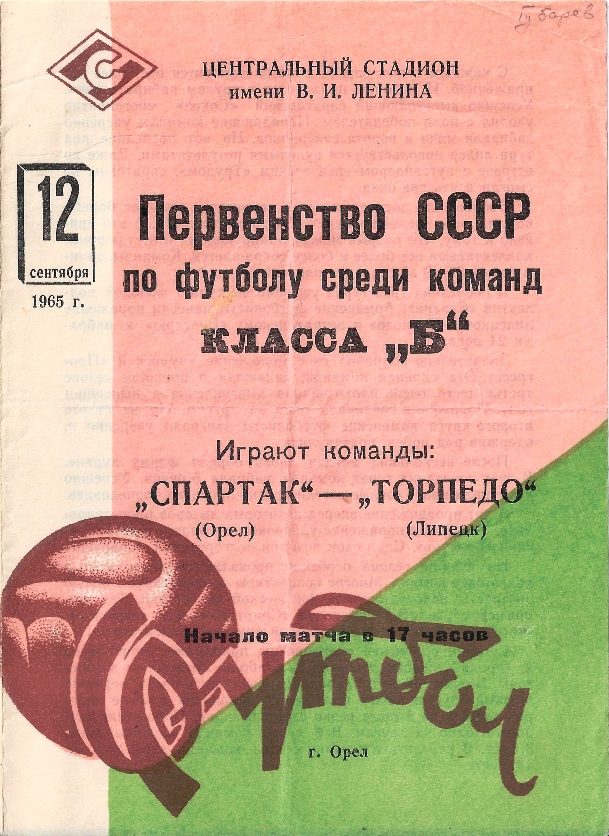 Губарев
С
ЦЕНТРАЛЬНЫЙ СТАДИОН
имени В. И. ЛЕНИНА
12
сентября
1965 г.
Первенство СССР
по футболу среди команд
КЛАССА „Б“
Играют команды:
„СПАРТАК“ — „ТОРПЕДО“
(Орел) (Липецк)
Начало матча в 17 часов
Футбол
г. Орел